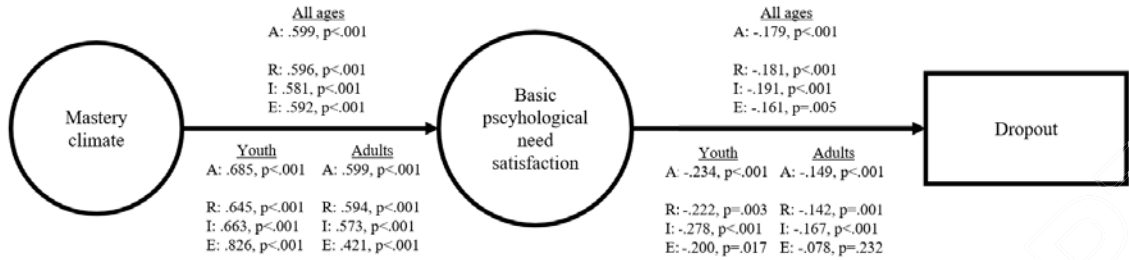 All ages
A: .599, p<.001
R: .596, p<.001
I: .581, p<.001
E: .592, p<.001
All ages
A: -.179, p<.001
R: -.181, p<.001
I: -.191, p<.001
E: -.161, p=.005
Mastery
climate
Basic
pscyhological
need
satisfaction
Dropout
Youth Adults
A: .685, p<.001 A: .599, p<.001
R: .645, p<.001 R: .594, p<.001
I: .663, p<.001 I: .573, p<.001
E: .826, p<.001 E: .421, p<.001
Youth Adults
A: -.234, p<.001 A: -.149, p<.001
R: -.222, p=.003 R: -.142, p=.001
I: -.278, p<.001 I: -.167, p<.001
E: -.200, p=.017 E: -.078, p=.232